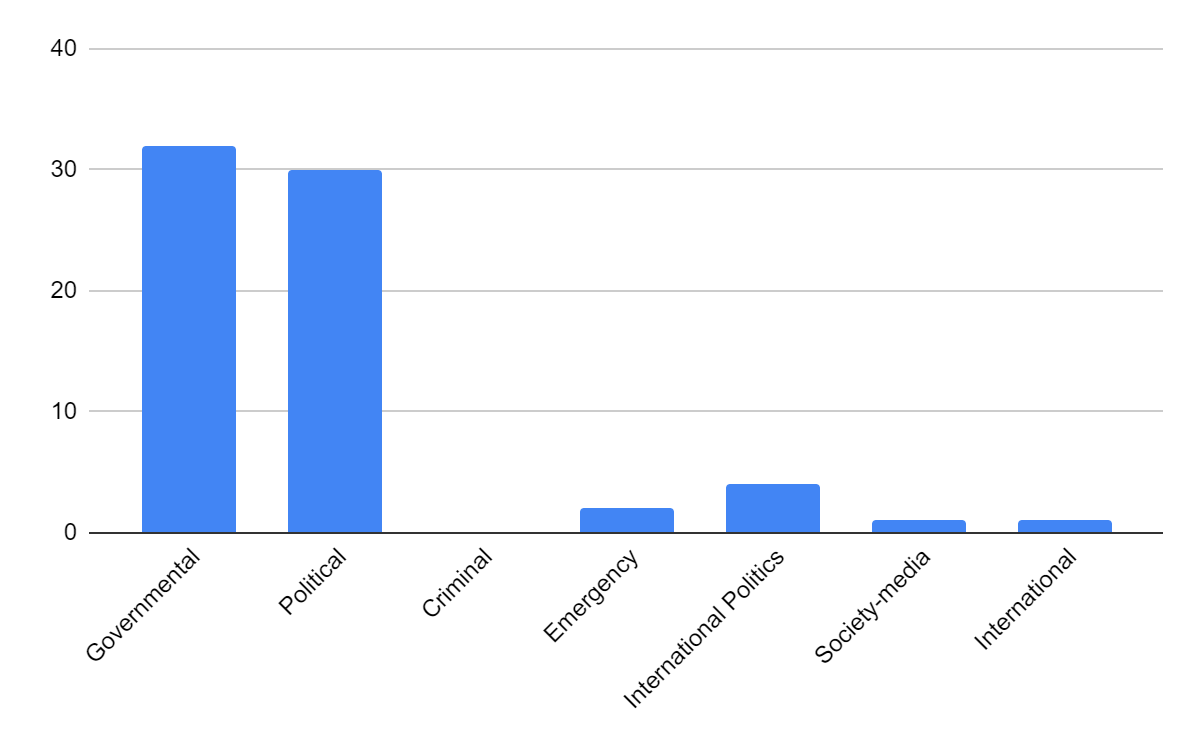 40
30
20
10
0
Governmental
Political
Criminal
Emergency
International Politics
Society-media
International